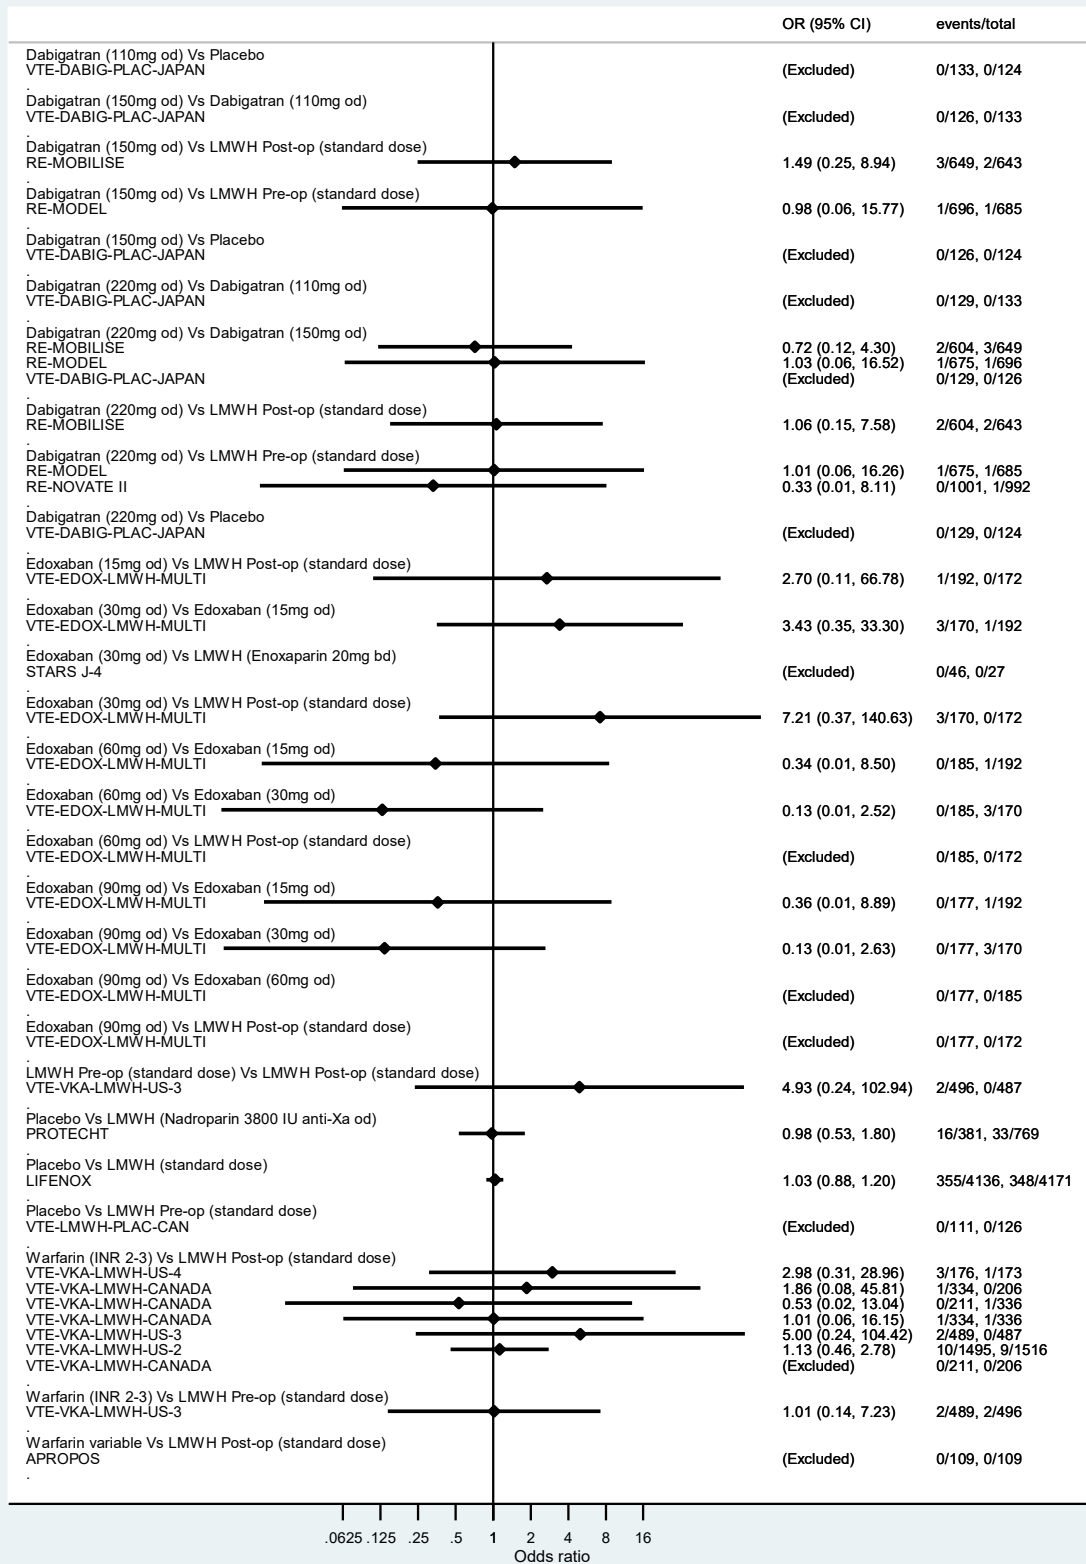 OR (95% CI) events/total
Dabigatran (110mg od) Vs Placebo
VTE-DABIG-PLAC-JAPAN (Excluded) 0/133, 0/124
.
Dabigatran (150mg od) Vs Dabigatran (110mg od)
VTE-DABIG-PLAC-JAPAN (Excluded) 0/126, 0/133
.
Dabigatran (150mg od) Vs LMWH Post-op (standard dose)
RE-MOBILISE 1.49 (0.25, 8.94) 3/649, 2/643
.
Dabigatran (150mg od) Vs LMWH Pre-op (standard dose)
RE-MODEL 0.98 (0.06, 15.77) 1/696, 1/685
.
Dabigatran (150mg od) Vs Placebo
VTE-DABIG-PLAC-JAPAN (Excluded) 0/126, 0/124
.
Dabigatran (220mg od) Vs Dabigatran (110mg od)
VTE-DABIG-PLAC-JAPAN (Excluded) 0/129, 0/133
.
Dabigatran (220mg od) Vs Dabigatran (150mg od)
RE-MOBILISE 0.72 (0.12, 4.30) 2/604, 3/649
RE-MODEL 1.03 (0.06, 16.52) 1/675, 1/696
VTE-DABIG-PLAC-JAPAN (Excluded) 0/129, 0/126
.
Dabigatran (220mg od) Vs LMWH Post-op (standard dose)
RE-MOBILISE 1.06 (0.15, 7.58) 2/604, 2/643
.
Dabigatran (220mg od) Vs LMWH Pre-op (standard dose)
RE-MODEL 1.01 (0.06, 16.26) 1/675, 1/685
RE-NOVATE II 0.33 (0.01, 8.11) 0/1001, 1/992
.
Dabigatran (220mg od) Vs Placebo
VTE-DABIG-PLAC-JAPAN (Excluded) 0/129, 0/124
.
Edoxaban (15mg od) Vs LMWH Post-op (standard dose)
VTE-EDOX-LMWH-MULTI 2.70 (0.11, 66.78) 1/192, 0/172
.
Edoxaban (30mg od) Vs Edoxaban (15mg od)
VTE-EDOX-LMWH-MULTI 3.43 (0.35, 33.30) 3/170, 1/192
.
Edoxaban (30mg od) Vs LMWH (Enoxaparin 20mg bd)
STARS J-4 (Excluded) 0/46, 0/27
.
Edoxaban (30mg od) Vs LMWH Post-op (standard dose)
VTE-EDOX-LMWH-MULTI 7.21 (0.37, 140.63) 3/170, 0/172
.
Edoxaban (60mg od) Vs Edoxaban (15mg od)
VTE-EDOX-LMWH-MULTI 0.34 (0.01, 8.50) 0/185, 1/192
.
Edoxaban (60mg od) Vs Edoxaban (30mg od)
VTE-EDOX-LMWH-MULTI 0.13 (0.01, 2.52) 0/185, 3/170
.
Edoxaban (60mg od) Vs LMWH Post-op (standard dose)
VTE-EDOX-LMWH-MULTI (Excluded) 0/185, 0/172
.
Edoxaban (90mg od) Vs Edoxaban (15mg od)
VTE-EDOX-LMWH-MULTI 0.36 (0.01, 8.89) 0/177, 1/192
.
Edoxaban (90mg od) Vs Edoxaban (30mg od)
VTE-EDOX-LMWH-MULTI 0.13 (0.01, 2.63) 0/177, 3/170
.
Edoxaban (90mg od) Vs Edoxaban (60mg od)
VTE-EDOX-LMWH-MULTI (Excluded) 0/177, 0/185
.
Edoxaban (90mg od) Vs LMWH Post-op (standard dose)
VTE-EDOX-LMWH-MULTI (Excluded) 0/177, 0/172
.
LMWH Pre-op (standard dose) Vs LMWH Post-op (standard dose)
VTE-VKA-LMWH-US-3 4.93 (0.24, 102.94) 2/496, 0/487
.
Placebo Vs LMWH (Nadroparin 3800 IU anti-Xa od)
PROTECHT 0.98 (0.53, 1.80) 16/381, 33/769
.
Placebo Vs LMWH (standard dose)
LIFENOX 1.03 (0.88, 1.20) 355/4136, 348/4171
.
Placebo Vs LMWH Pre-op (standard dose)
VTE-LMWH-PLAC-CAN (Excluded) 0/111, 0/126
.
Warfarin (INR 2-3) Vs LMWH Post-op (standard dose)
VTE-VKA-LMWH-US-4 2.98 (0.31, 28.96) 3/176, 1/173
VTE-VKA-LMWH-CANADA 1.86 (0.08, 45.81) 1/334, 0/206
VTE-VKA-LMWH-CANADA 0.53 (0.02, 13.04) 0/211, 1/336
VTE-VKA-LMWH-CANADA 1.01 (0.06, 16.15) 1/334, 1/336
VTE-VKA-LMWH-US-3 5.00 (0.24, 104.42) 2/489, 0/487
VTE-VKA-LMWH-US-2 1.13 (0.46, 2.78) 10/1495, 9/1516
VTE-VKA-LMWH-CANADA (Excluded) 0/211, 0/206
.
Warfarin (INR 2-3) Vs LMWH Pre-op (standard dose)
VTE-VKA-LMWH-US-3 1.01 (0.14, 7.23) 2/489, 2/496
.
Warfarin variable Vs LMWH Post-op (standard dose)
APROPOS (Excluded) 0/109, 0/109
.
.0625 .125 .25 .5 1 2 4 8 16
Odds ratio